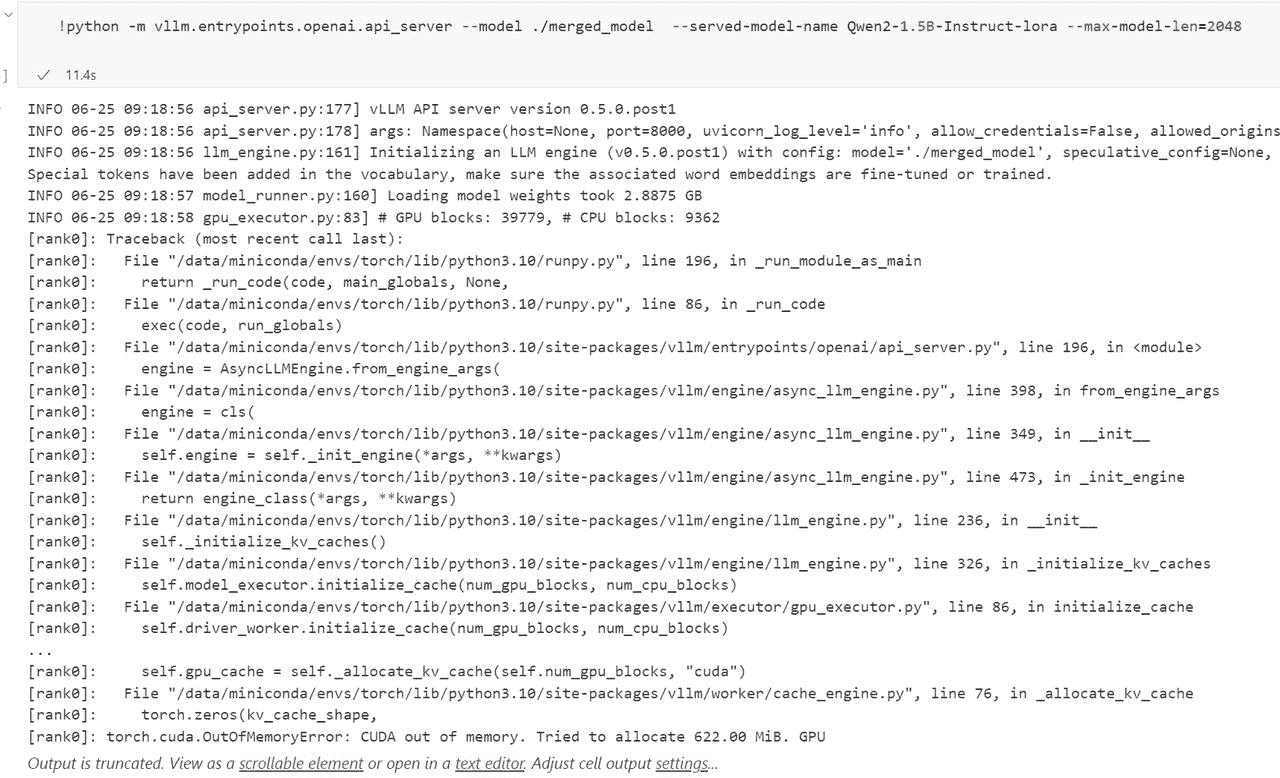 !python -m vllm.entrypoints.openai.api_server --model ./merged_model  --served-model-name Qwen2-1.5B-Instruct-lora --max-model-len=2048
]
✓ 11.4s
INFO 06-25 09:18:56 api_server.py:177] vLLM API server version 0.5.0.post1
INFO 06-25 09:18:56 api_server.py:178] args: Namespace(host=None, port=8000, uvicorn_log_level='info', allow_credentials=False, allowed_origins
INFO 06-25 09:18:56 llm_engine.py:161] Initializing an LLM engine (v0.5.0.post1) with config: model='./merged_model', speculative_config=None,
Special tokens have been added in the vocabulary, make sure the associated word embeddings are fine-tuned or trained.
INFO 06-25 09:18:57 model_runner.py:160] Loading model weights took 2.8875 GB
INFO 06-25 09:18:58 gpu_executor.py:83] # GPU blocks: 39779, # CPU blocks: 9362
[rank0]: Traceback (most recent call last):
[rank0]:   File "/data/miniconda/envs/torch/lib/python3.10/runpy.py", line 196, in _run_module_as_main
[rank0]:     return _run_code(code, main_globals, None,
[rank0]:   File "/data/miniconda/envs/torch/lib/python3.10/runpy.py", line 86, in _run_code
[rank0]:     exec(code, run_globals)
[rank0]:   File "/data/miniconda/envs/torch/lib/python3.10/site-packages/vllm/entrypoints/openai/api_server.py", line 196, in <module>
[rank0]:     engine = AsyncLLMEngine.from_engine_args(
[rank0]:   File "/data/miniconda/envs/torch/lib/python3.10/site-packages/vllm/engine/async_llm_engine.py", line 398, in from_engine_args
[rank0]:     engine = cls(
[rank0]:   File "/data/miniconda/envs/torch/lib/python3.10/site-packages/vllm/engine/async_llm_engine.py", line 349, in __init__
[rank0]:     self.engine = self._init_engine(*args, **kwargs)
[rank0]:   File "/data/miniconda/envs/torch/lib/python3.10/site-packages/vllm/engine/async_llm_engine.py", line 473, in _init_engine
[rank0]:     return engine_class(*args, **kwargs)
[rank0]:   File "/data/miniconda/envs/torch/lib/python3.10/site-packages/vllm/engine/llm_engine.py", line 236, in __init__
[rank0]:     self._initialize_kv_caches()
[rank0]:   File "/data/miniconda/envs/torch/lib/python3.10/site-packages/vllm/engine/llm_engine.py", line 326, in _initialize_kv_caches
[rank0]:     self.model_executor.initialize_cache(num_gpu_blocks, num_cpu_blocks)
[rank0]:   File "/data/miniconda/envs/torch/lib/python3.10/site-packages/vllm/executor/gpu_executor.py", line 86, in initialize_cache
[rank0]:     self.driver_worker.initialize_cache(num_gpu_blocks, num_cpu_blocks)
...
[rank0]:     self.gpu_cache = self._allocate_kv_cache(self.num_gpu_blocks, "cuda")
[rank0]:   File "/data/miniconda/envs/torch/lib/python3.10/site-packages/vllm/worker/cache_engine.py", line 76, in _allocate_kv_cache
[rank0]:     torch.zeros(kv_cache_shape,
[rank0]: torch.cuda.OutOfMemoryError: CUDA out of memory. Tried to allocate 622.00 MiB. GPU
Output is truncated. View as a scrollable element or open in a text editor. Adjust cell output settings...